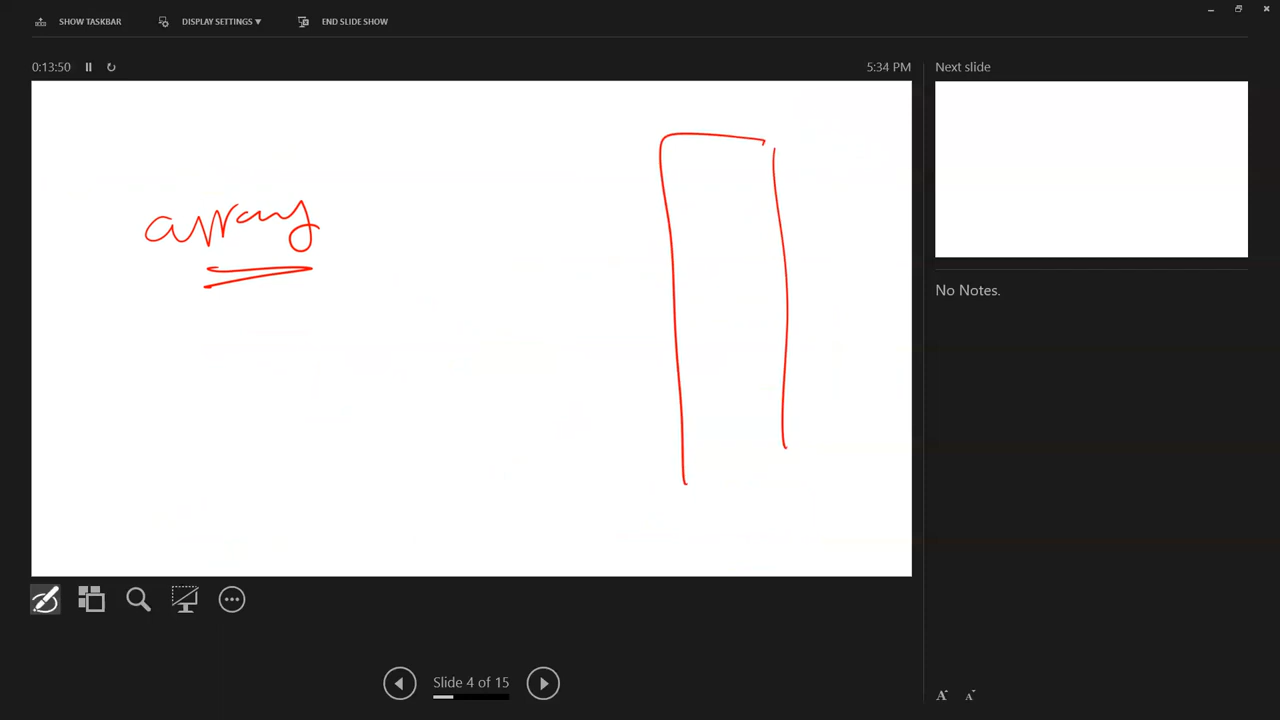 SHOW TASKBAR
DISPLAY SETTINGS ▼
END SLIDE SHOW
0:13:50
5:34 PM
Next slide
array
No Notes.
Slide 4 of 15
A A